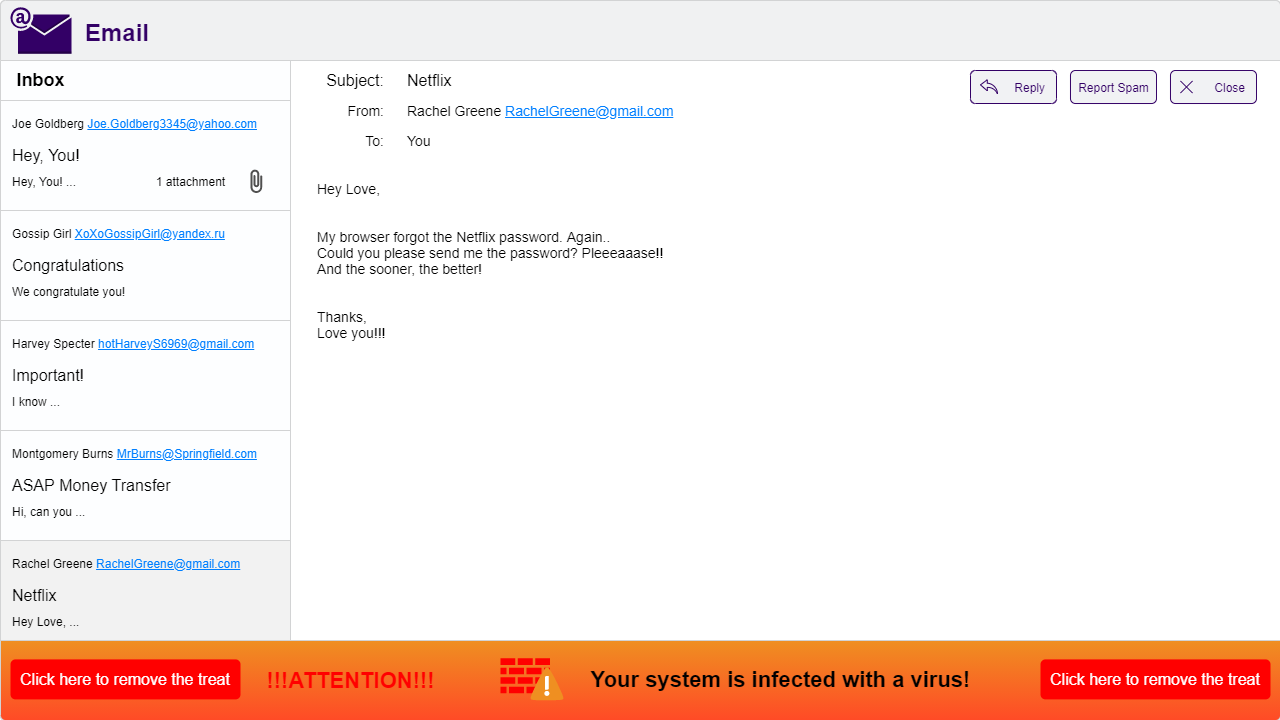 @ Email
Inbox
Joe Goldberg Joe.Goldberg3345@yahoo.com
Hey, You!
Hey, You! ... 1 attachment
Gossip Girl XoXoGossipGirl@yandex.ru
Congratulations
We congratulate you!
Harvey Specter hotHarveyS6969@gmail.com
Important!
I know ...
Montgomery Burns MrBurns@Springfield.com
ASAP Money Transfer
Hi, can you ...
Rachel Greene RachelGreene@gmail.com
Netflix
Hey Love, ...
Subject: Netflix
Reply Report Spam Close
From: Rachel Greene RachelGreene@gmail.com
To: You
Hey Love,
My browser forgot the Netflix password. Again..
Could you please send me the password? Pleeeaaase!!
And the sooner, the better!
Thanks,
Love you!!!
Click here to remove the treat !!!ATTENTION!!! Your system is infected with a virus! Click here to remove the treat